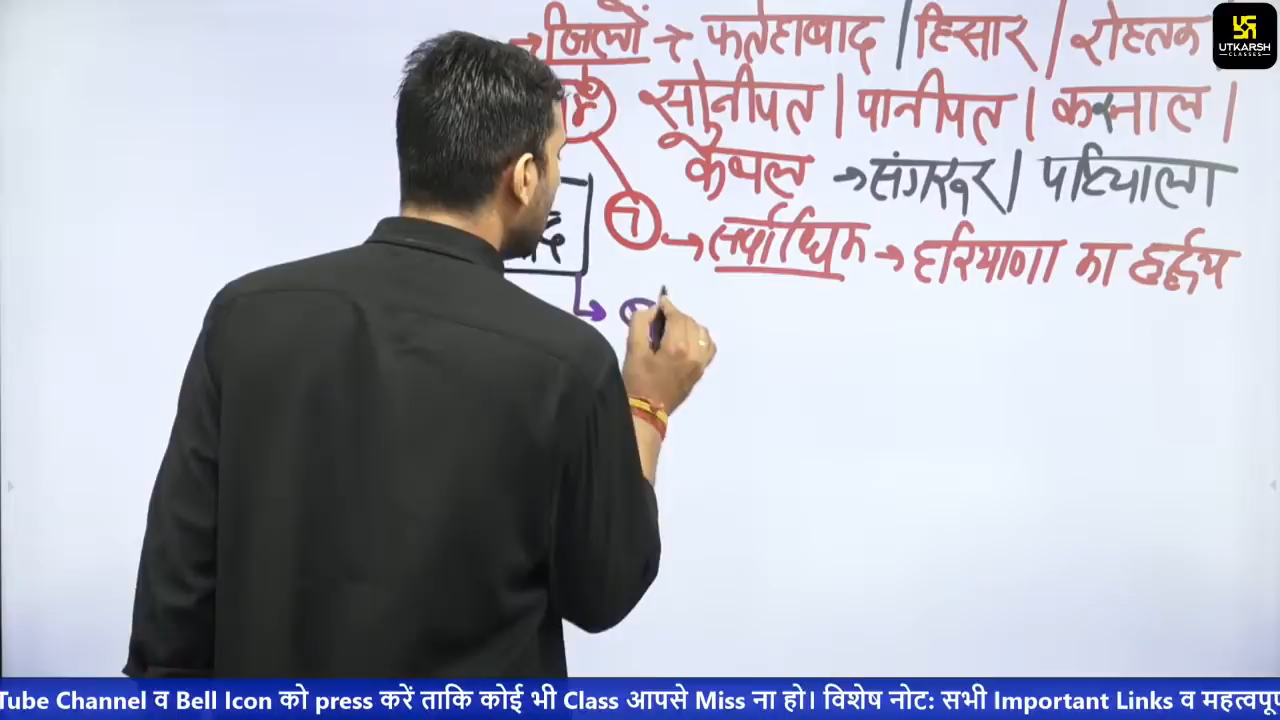 → जिलों → फतेहाबाद | हिसार / रोहतक
सोनीपत | पानीपत | करनाल |
कैथल → संगरूर | पटियाला
→ सर्वाधिक → हरियाणा का हृदय
UTKARSH
CLASSES
Tube Channel व Bell Icon को press करें ताकि कोई भी Class आपसे Miss ना हो। विशेष नोट: सभी Important Links व